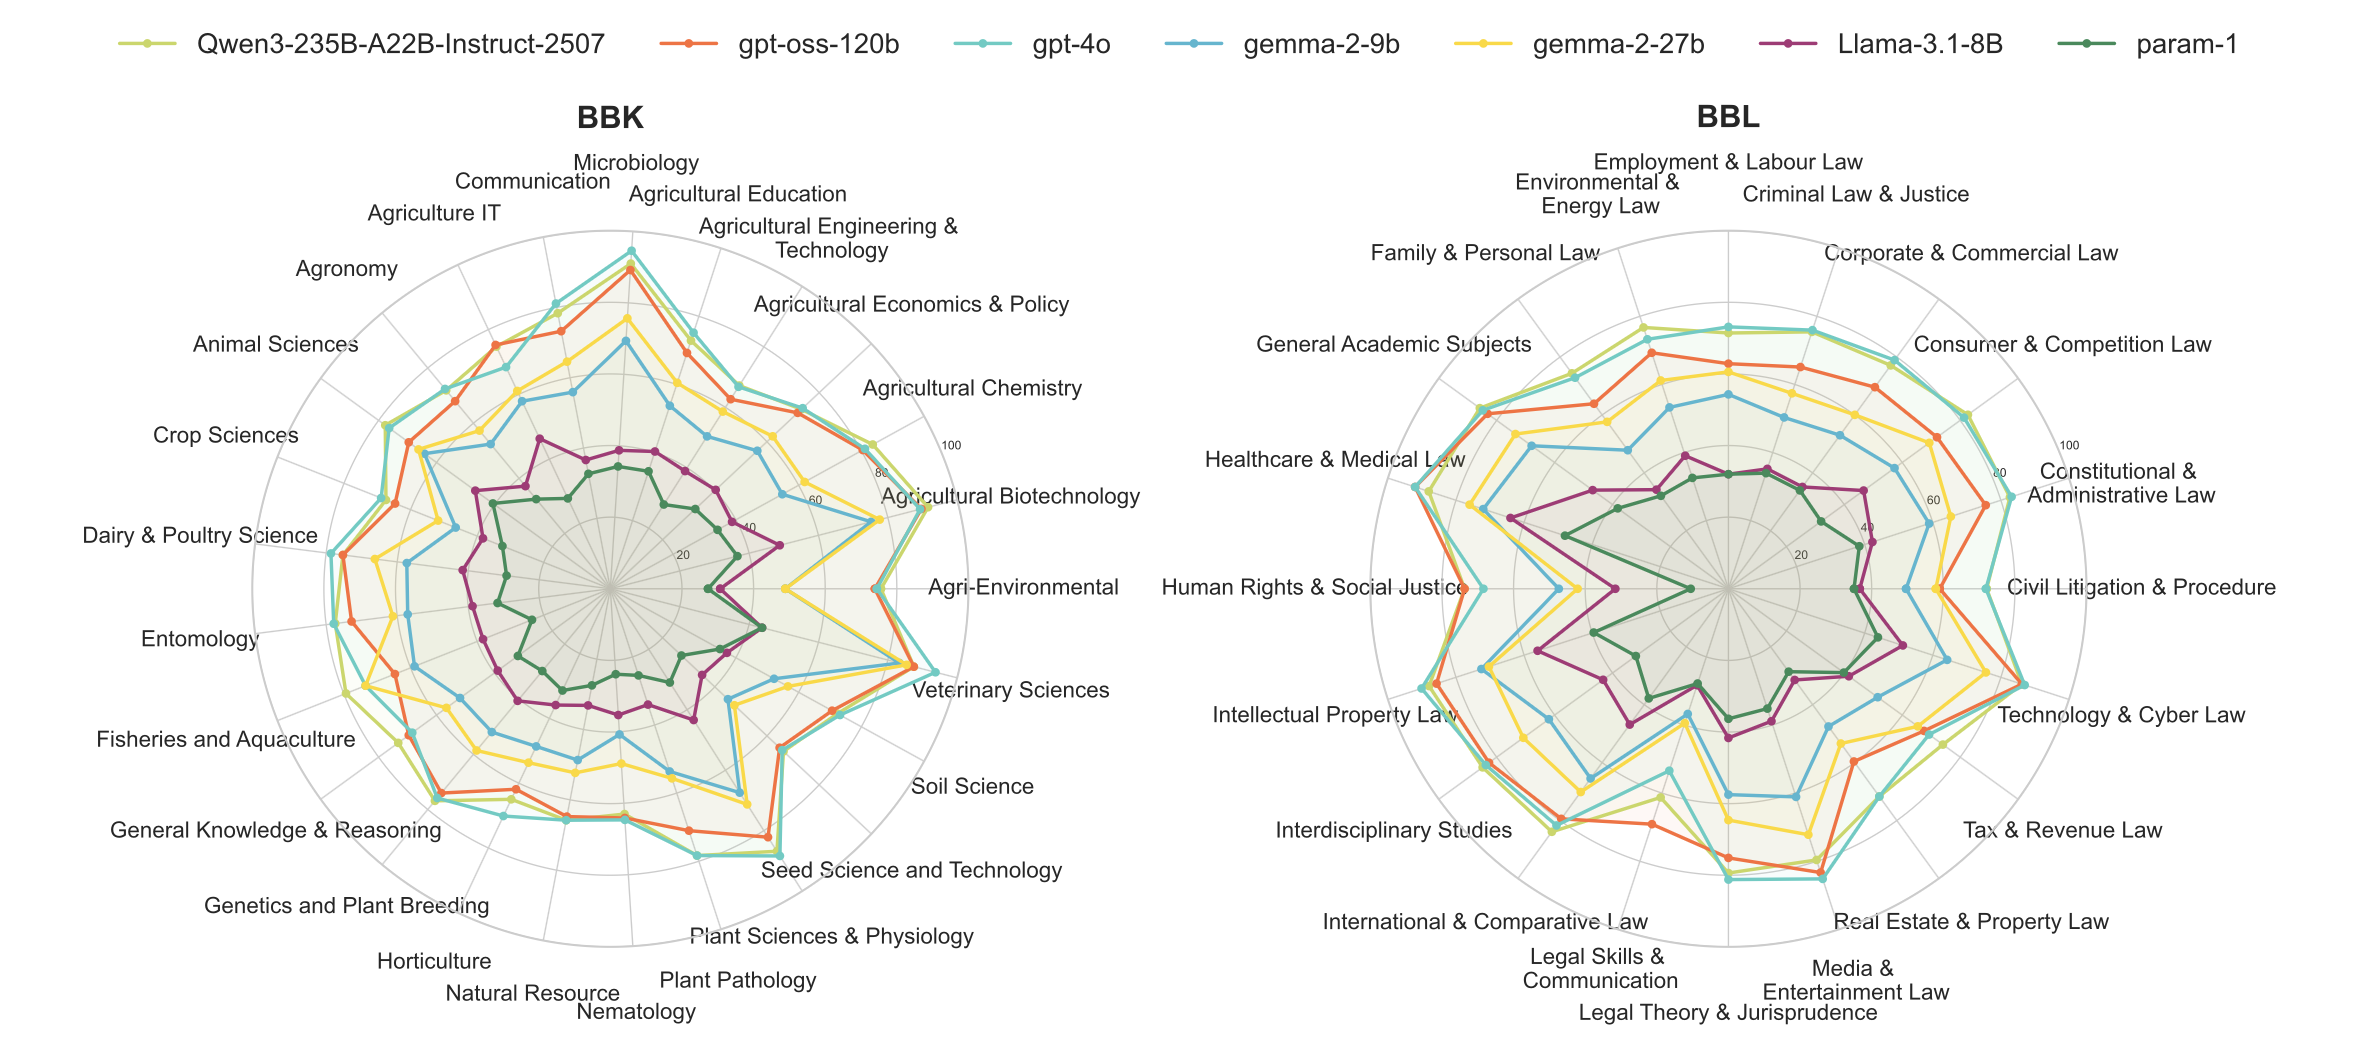 Qwen3-235B-A22B-Instruct-2507
gpt-oss-120b
gpt-4o
gemma-2-9b
gemma-2-27b
Llama-3.1-8B
param-1
BBK
Microbiology
Communication
Agricultural Education
Agriculture IT
Agricultural Engineering &
Technology
Agronomy
Agricultural Economics & Policy
Animal Sciences
Agricultural Chemistry
Crop Sciences
Agricultural Biotechnology
Dairy & Poultry Science
Agri-Environmental
Entomology
Veterinary Sciences
Fisheries and Aquaculture
Soil Science
General Knowledge & Reasoning
Seed Science and Technology
Genetics and Plant Breeding
Plant Sciences & Physiology
Horticulture
Plant Pathology
Natural Resource
Nematology
20
40
60
80
100
BBL
Employment & Labour Law
Environmental &
Energy Law
Criminal Law & Justice
Family & Personal Law
Corporate & Commercial Law
General Academic Subjects
Consumer & Competition Law
Healthcare & Medical Law
Constitutional &
Administrative Law
Human Rights & Social Justice
Civil Litigation & Procedure
Intellectual Property Law
Technology & Cyber Law
Interdisciplinary Studies
Tax & Revenue Law
International & Comparative Law
Real Estate & Property Law
Legal Skills &
Communication
Media &
Entertainment Law
Legal Theory & Jurisprudence
20
40
60
80
100